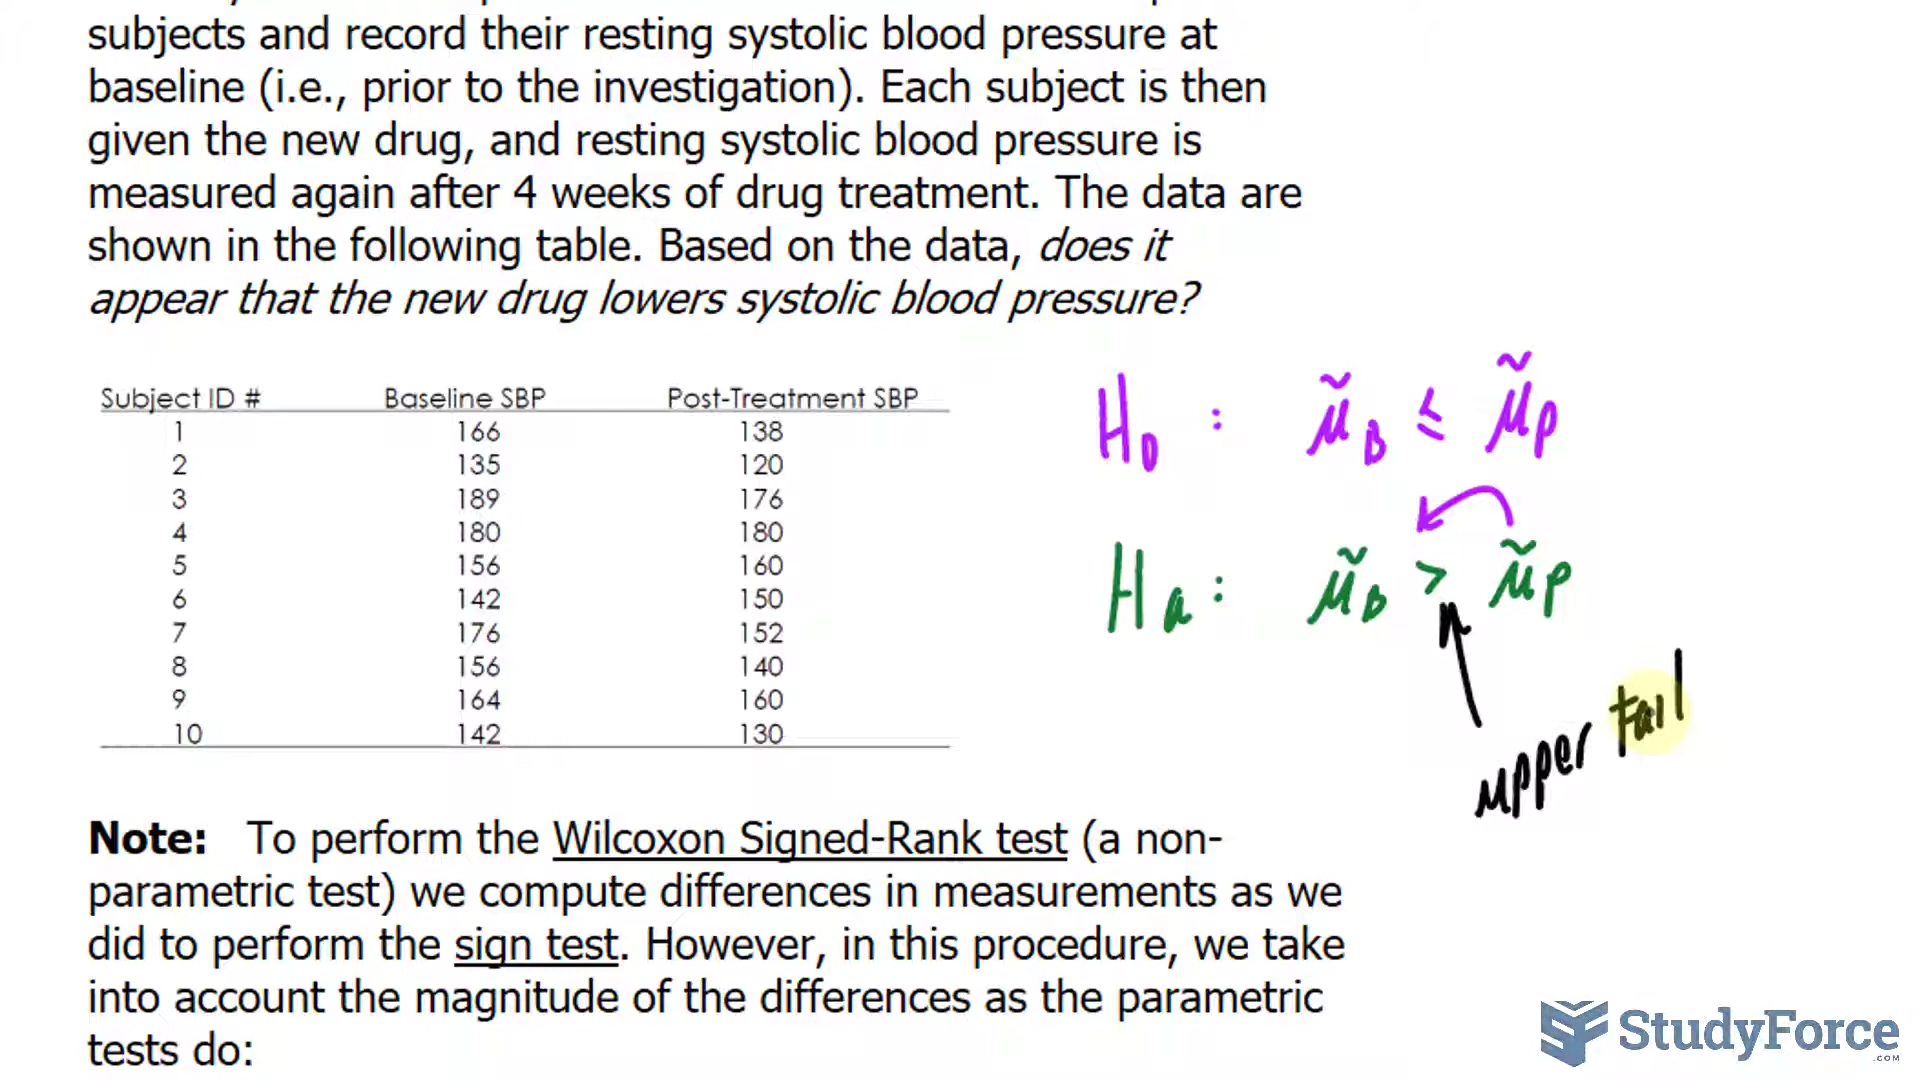 subjects and record their resting systolic blood pressure at
baseline (i.e., prior to the investigation). Each subject is then
given the new drug, and resting systolic blood pressure is
measured again after 4 weeks of drug treatment. The data are
shown in the following table. Based on the data, does it
appear that the new drug lowers systolic blood pressure?
Subject ID # Baseline SBP Post-Treatment SBP
1 166 138
2 135 120
3 189 176
4 180 180
5 156 160
6 142 150
7 176 152
8 156 140
9 164 160
10 142 130
H₀ : μ̃_B ≤ μ̃_P
Hₐ : μ̃_B > μ̃_P
upper tail
Note: To perform the Wilcoxon Signed-Rank test (a non-
parametric test) we compute differences in measurements as we
did to perform the sign test. However, in this procedure, we take
into account the magnitude of the differences as the parametric
tests do:
StudyForce
.COM